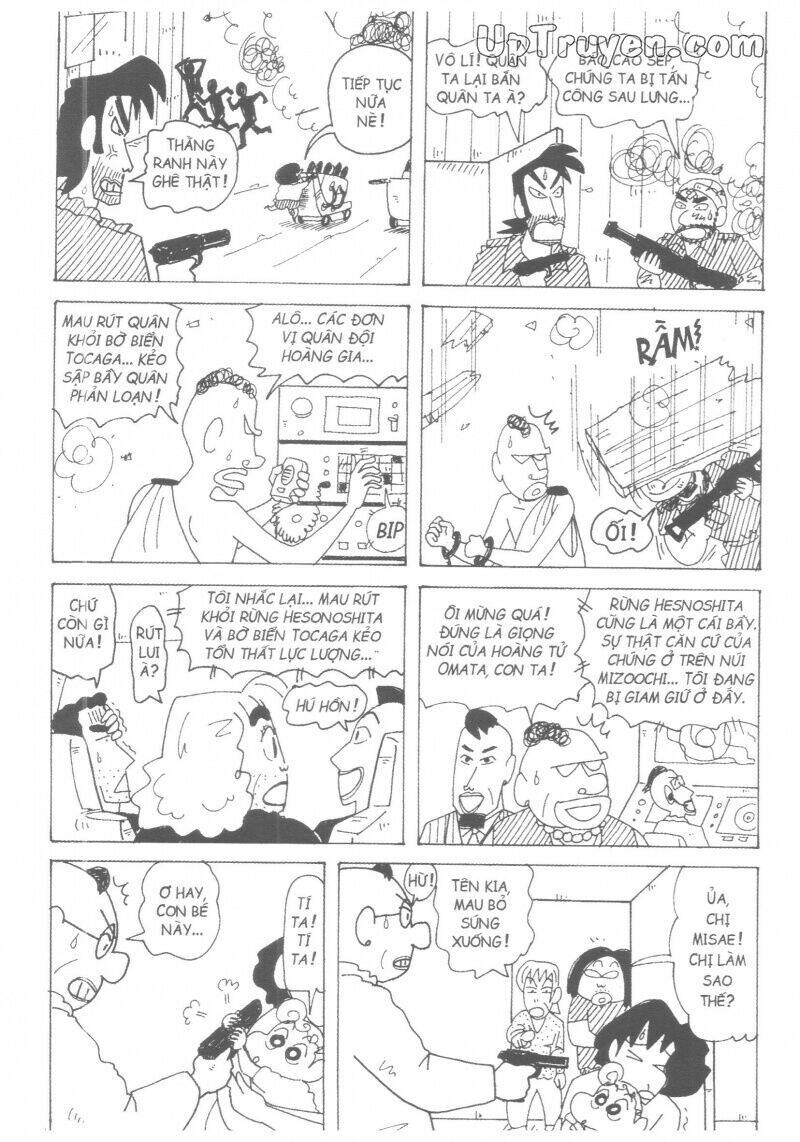 UpTruyen.com
THẰNG
RANH NÀY
GHÊ THẬT!
TIẾP TỤC
NỮA
NÈ!
VÔ LÍ! QUÂN
TA LẠI BẮN
QUÂN TA À?
BÁO CÁO SẾP,
CHÚNG TA BỊ TẤN
CÔNG SAU LƯNG...
MAU RÚT QUÂN
KHỎI BỜ BIỂN
TOCAGA... KẺO
SẬP BẪY QUÂN
PHẢN LOẠN!
ALÔ... CÁC ĐƠN
VỊ QUÂN ĐỘI
HOÀNG GIA...
BIP
RẦM!
ỐI!
CHỨ
CÒN GÌ
NỮA!
RÚT
LUI
À?
TÔI NHẮC LẠI... MAU RÚT
KHỎI RỪNG HESONOSHITA
VÀ BỜ BIỂN TOCAGA KẺO
TỔN THẤT LỰC LƯỢNG...
HÚ HỒN!
ÔI MỪNG QUÁ!
ĐÚNG LÀ GIỌNG
NÓI CỦA HOÀNG TỬ
OMATA, CON TA!
RỪNG HESNOSHITA
CŨNG LÀ MỘT CÁI BẪY.
SỰ THẬT CĂN CỨ CỦA
CHÚNG Ở TRÊN NÚI
MIZOOCHI... TÔI ĐANG
BỊ GIAM GIỮ Ở ĐÂY.
Ơ HAY,
CON BÉ
NÀY...
TÍ
TA!
TÍ
TA!
HỪ!
TÊN KIA,
MAU BỎ
SÚNG
XUỐNG!
ỦA,
CHỊ
MISAE!
CHỊ LÀM
SAO
THẾ?